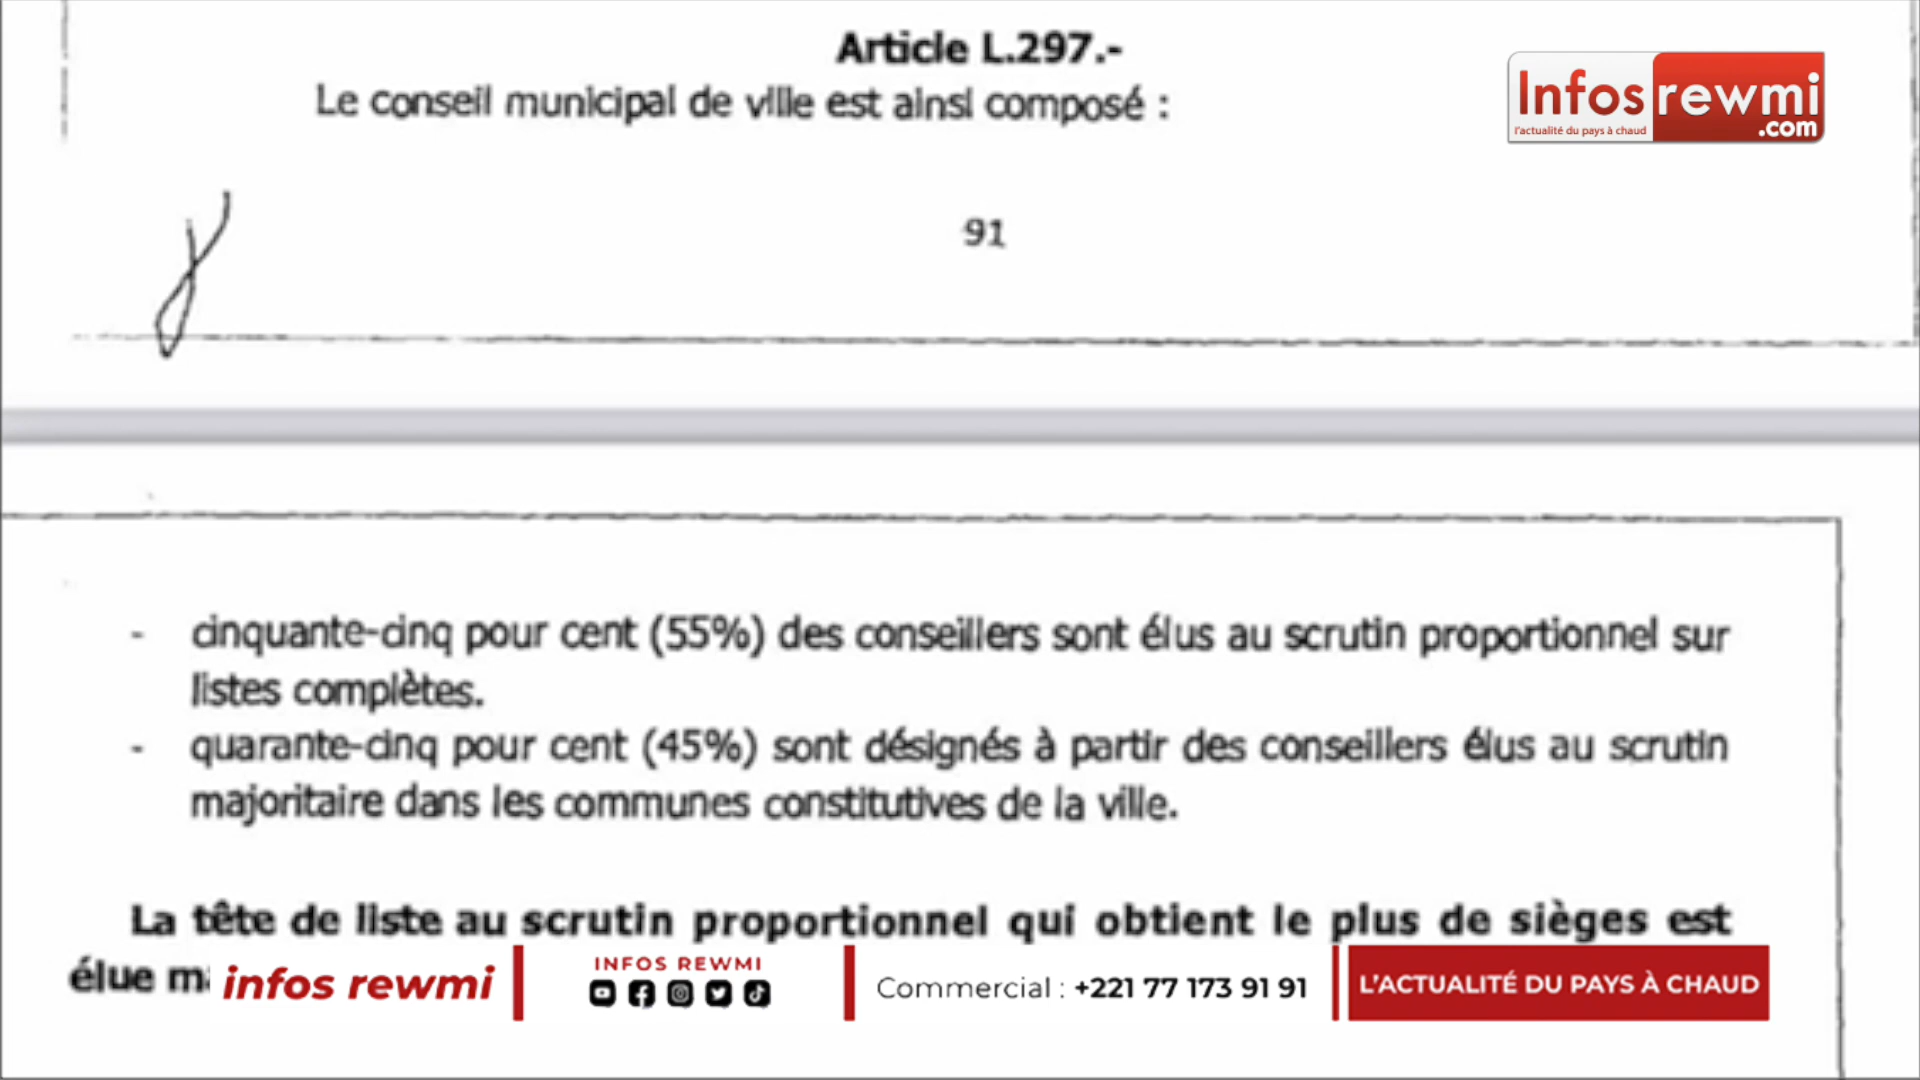 Article L.297.-
Le conseil municipal de ville est ainsi composé :
Infosrewmi
l'actualité du pays à chaud
.com
91
- cinquante-cinq pour cent (55%) des conseillers sont élus au scrutin proportionnel sur
listes complètes.
- quarante-cinq pour cent (45%) sont désignés à partir des conseillers élus au scrutin
majoritaire dans les communes constitutives de la ville.
La tête de liste au scrutin proportionnel qui obtient le plus de sièges est
élue
infos rewmi
INFOS REWMI
Commercial : +221 77 173 91 91
L'ACTUALITÉ DU PAYS À CHAUD